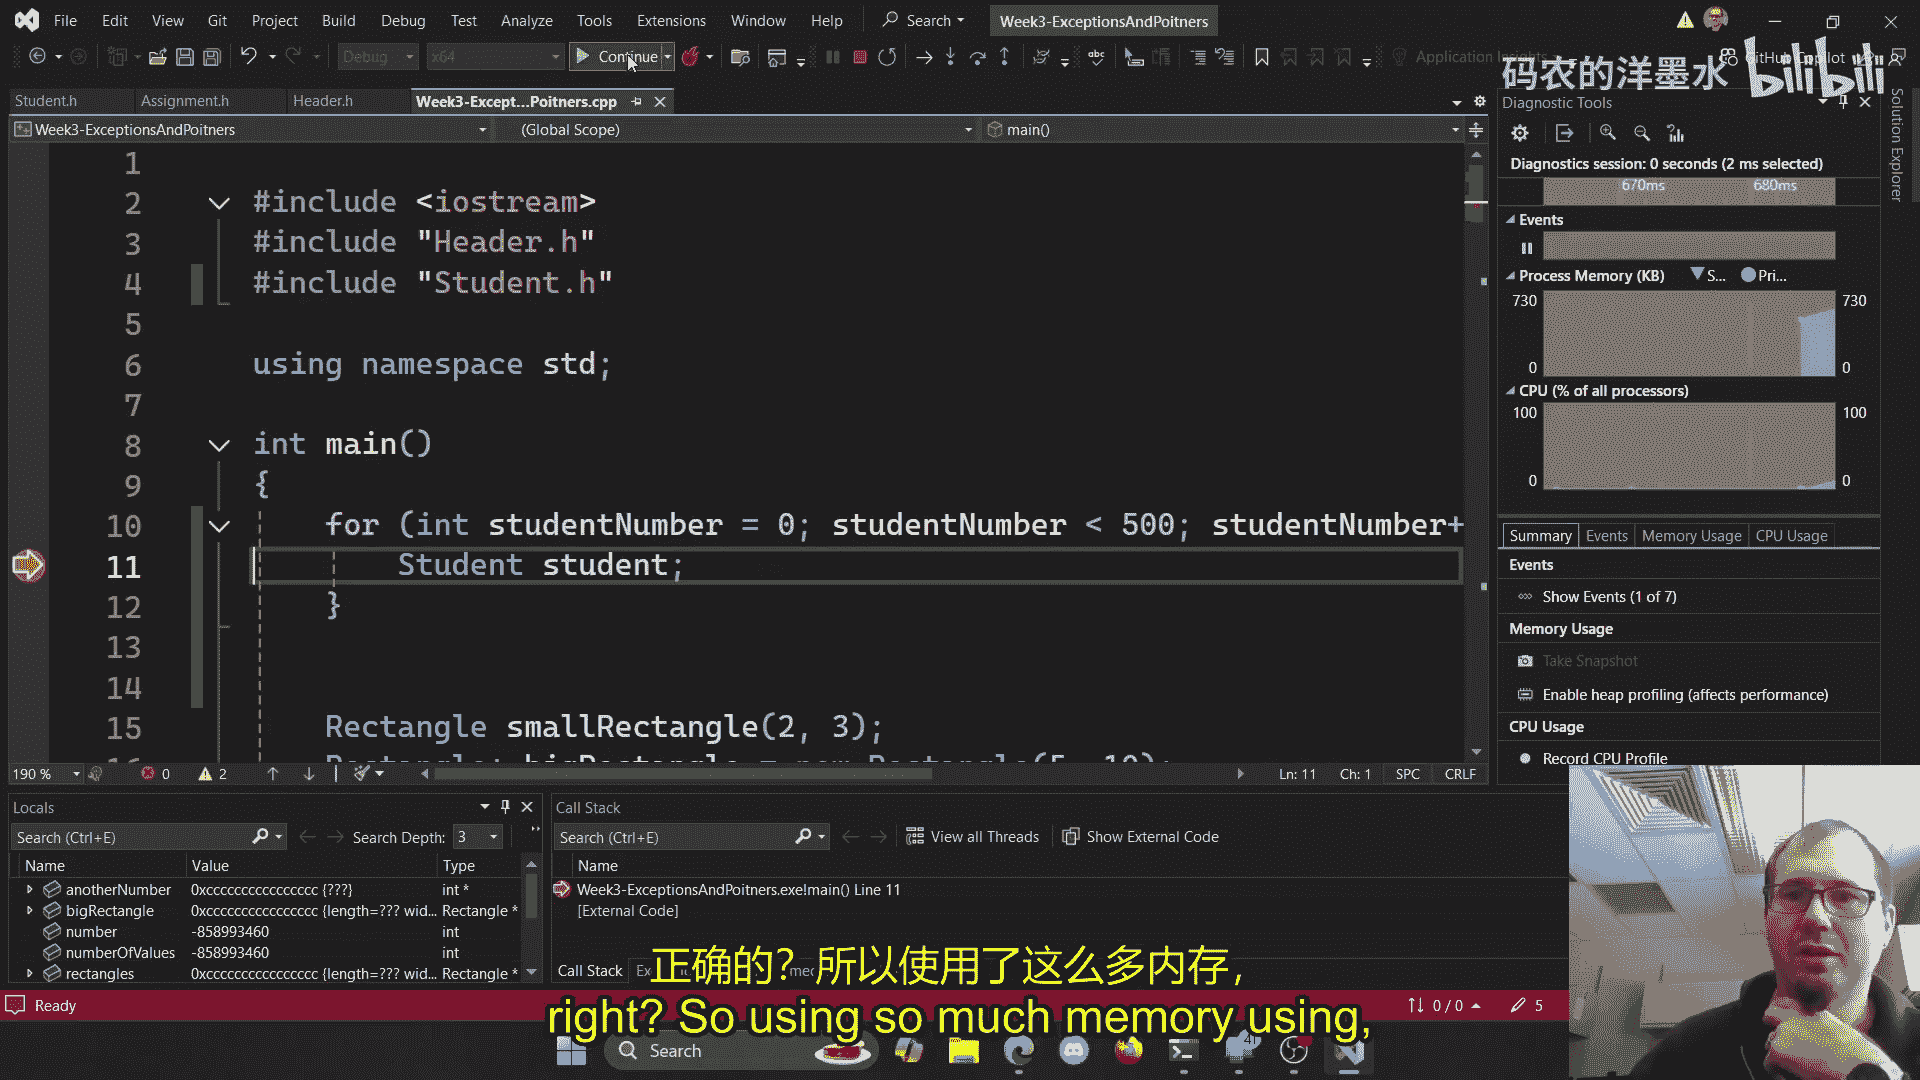 File Edit View Git Project Build Debug Test Analyze Tools Extensions Window Help Search Week3-ExceptionsAndPoitners
Debug x64 Continue Application Insights
码衣的洋墨水 bilibili
GitHub Copilot
Student.h Assignment.h Header.h Week3-Except...Poitners.cpp
Week3-ExceptionsAndPoitners (Global Scope) main()
1
2 #include <iostream>
3 #include "Header.h"
4 #include "Student.h"
5
6 using namespace std;
7
8 int main()
9 {
10 for (int studentNumber = 0; studentNumber < 500; studentNumber+
11 Student student;
12 }
13
14
15 Rectangle smallRectangle(2, 3);
190 % 0 2 Ln: 11 Ch: 1 SPC CRLF
Diagnostic Tools
Solution Explorer
Diagnostics session: 0 seconds (2 ms selected)
670ms 680ms
Events
Process Memory (KB) S... Pri...
730 730
0 0
CPU (% of all processors)
100 100
0 0
Summary Events Memory Usage CPU Usage
Events
Show Events (1 of 7)
Memory Usage
Take Snapshot
Enable heap profiling (affects performance)
CPU Usage
Record CPU Profile
Locals
Search (Ctrl+E) Search Depth: 3
Name Value Type
anotherNumber 0xcccccccccccccccc {???} int *
bigRectangle 0xcccccccccccccccc {length=??? wid... Rectangle *
number -858993460 int
numberOfValues -858993460 int
rectangles 0xcccccccccccccccc {length=??? wid... Rectangle *
Call Stack
Search (Ctrl+E) View all Threads Show External Code
Name
Week3-ExceptionsAndPoitners.exe!main() Line 11
[External Code]
Call Stack
正确的？所以使用了这么多内存，
right? So using so much memory using,
Ready 0 / 0 5
Search